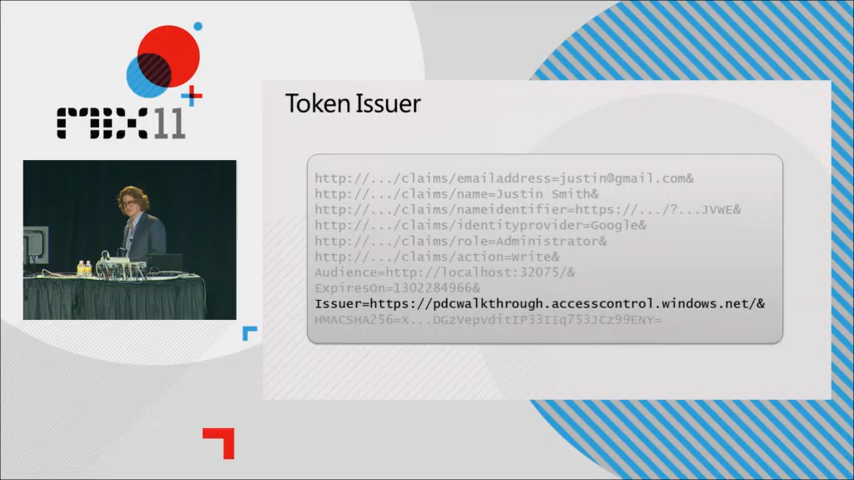 MIX11
Token Issuer
http://.../claims/emailaddress=justin@gmail.com&
http://.../claims/name=Justin Smith&
http://.../claims/nameidentifier=https://.../?...JVWE&
http://.../claims/identityprovider=Google&
http://.../claims/role=Administrator&
http://.../claims/action=Write&
Audience=http://localhost:32075/&
ExpiresOn=1302284966&
Issuer=https://pdcwalkthrough.accesscontrol.windows.net/&
HMACSHA256=X...DGzVepvditIP33IIq753JCz99ENY=